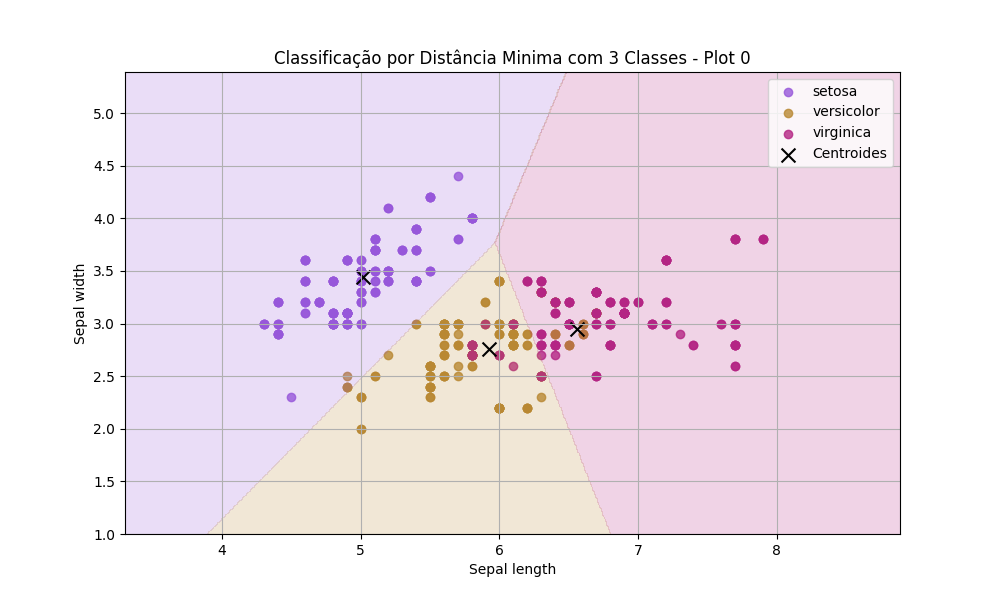 Classificação por Distância Minima com 3 Classes - Plot 0
setosa
versicolor
virginica
Centroides
Sepal width
5.0
4.5
4.0
3.5
3.0
2.5
2.0
1.5
1.0
4 5 6 7 8
Sepal length